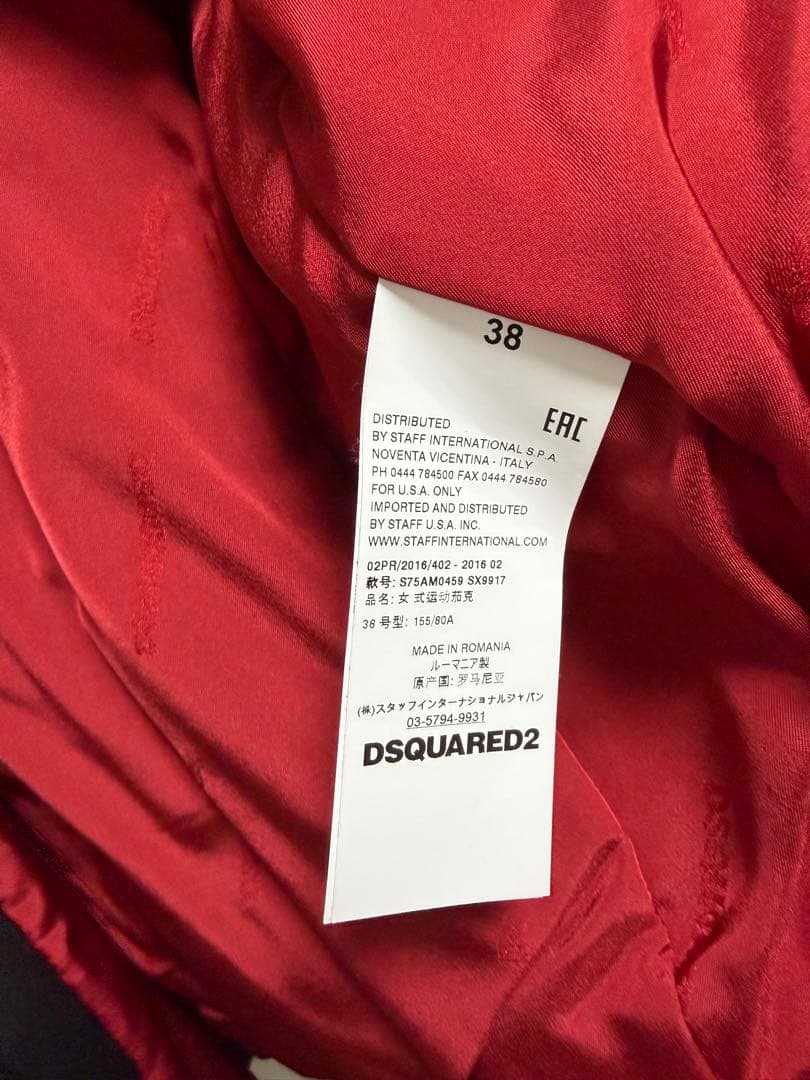 38
EAC
DISTRIBUTED
BY STAFF INTERNATIONAL S.P.A.
NOVENTA VICENTINA - ITALY
PH 0444 784500 FAX 0444 784580
FOR U.S.A. ONLY
IMPORTED AND DISTRIBUTED
BY STAFF U.S.A. INC.
WWW.STAFFINTERNATIONAL.COM
02PR/2016/402 - 2016 02
款号: S75AM0459 SX9917
品名: 女 式运动茄克
38 号型: 155/80A
MADE IN ROMANIA
ルーマニア製
原产国: 罗马尼亚
(株)スタッフインターナショナルジャパン
03-5794-9931
DSQUARED2